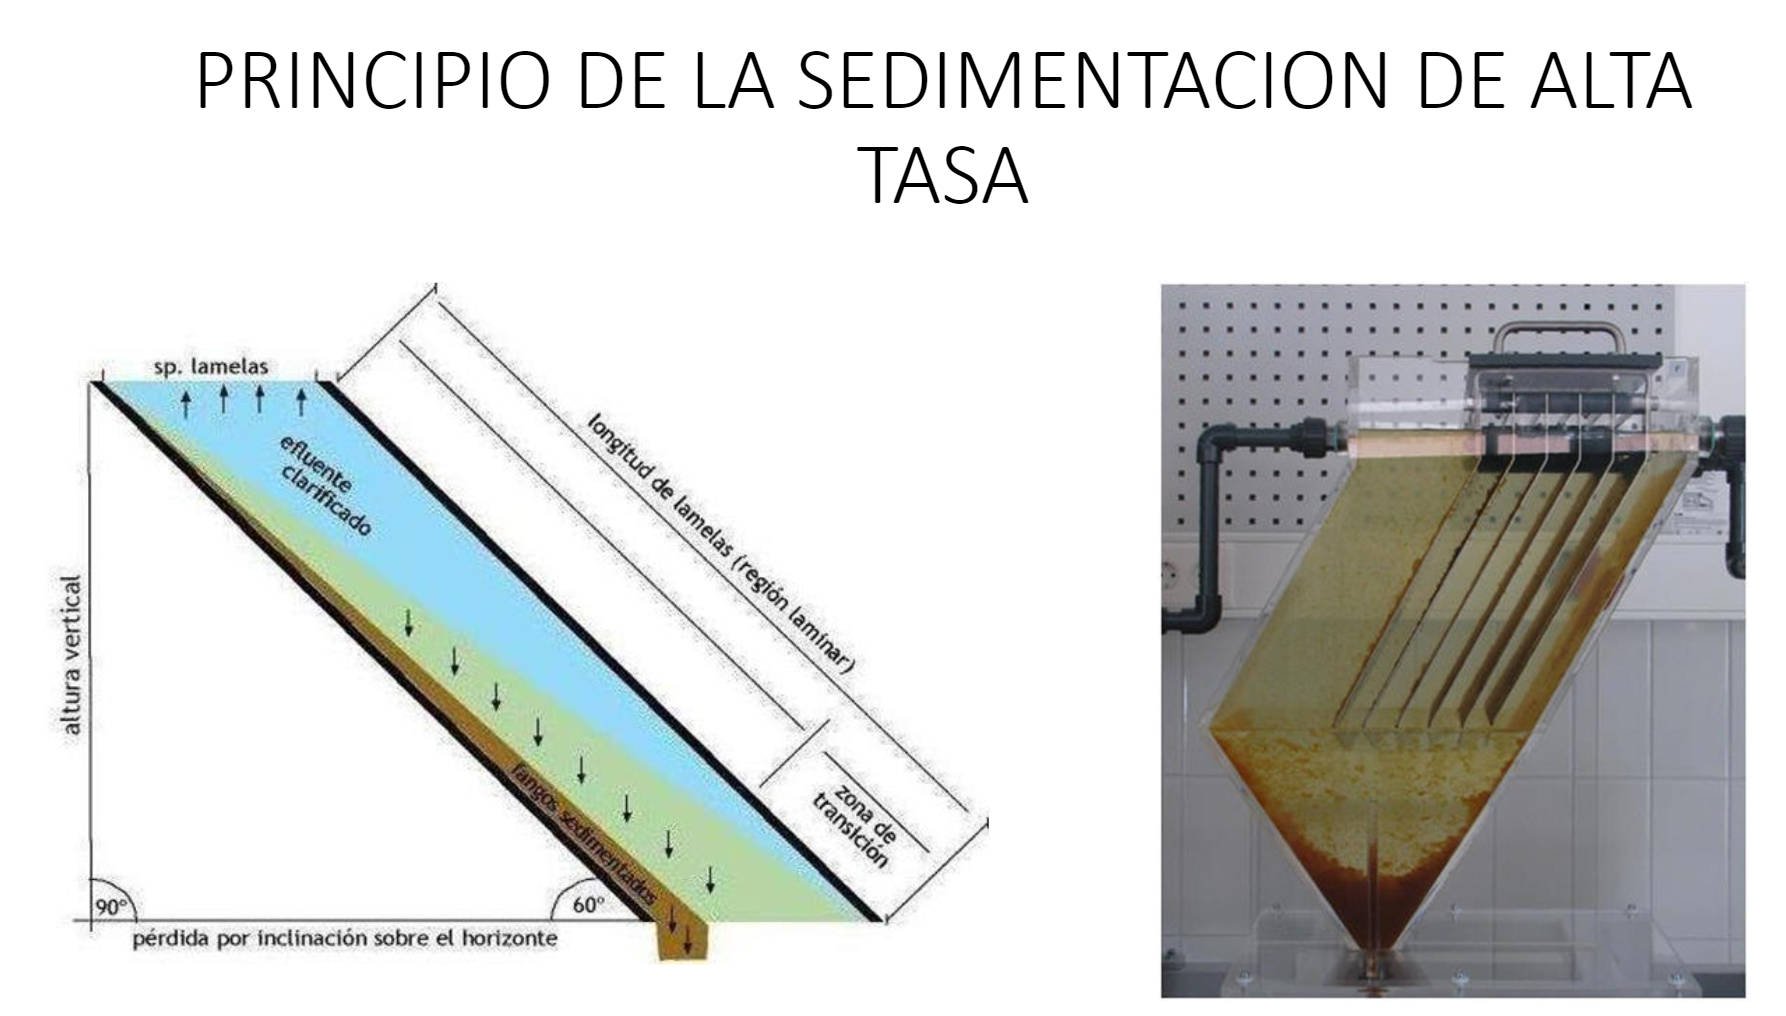 PRINCIPIO DE LA SEDIMENTACION DE ALTA
TASA
sp. lamelas
efluente
clarificado
longitud de lamelas (región laminar)
altura vertical
zona de
transición
fangos sedimentados
90°
60°
pérdida por inclinación sobre el horizonte